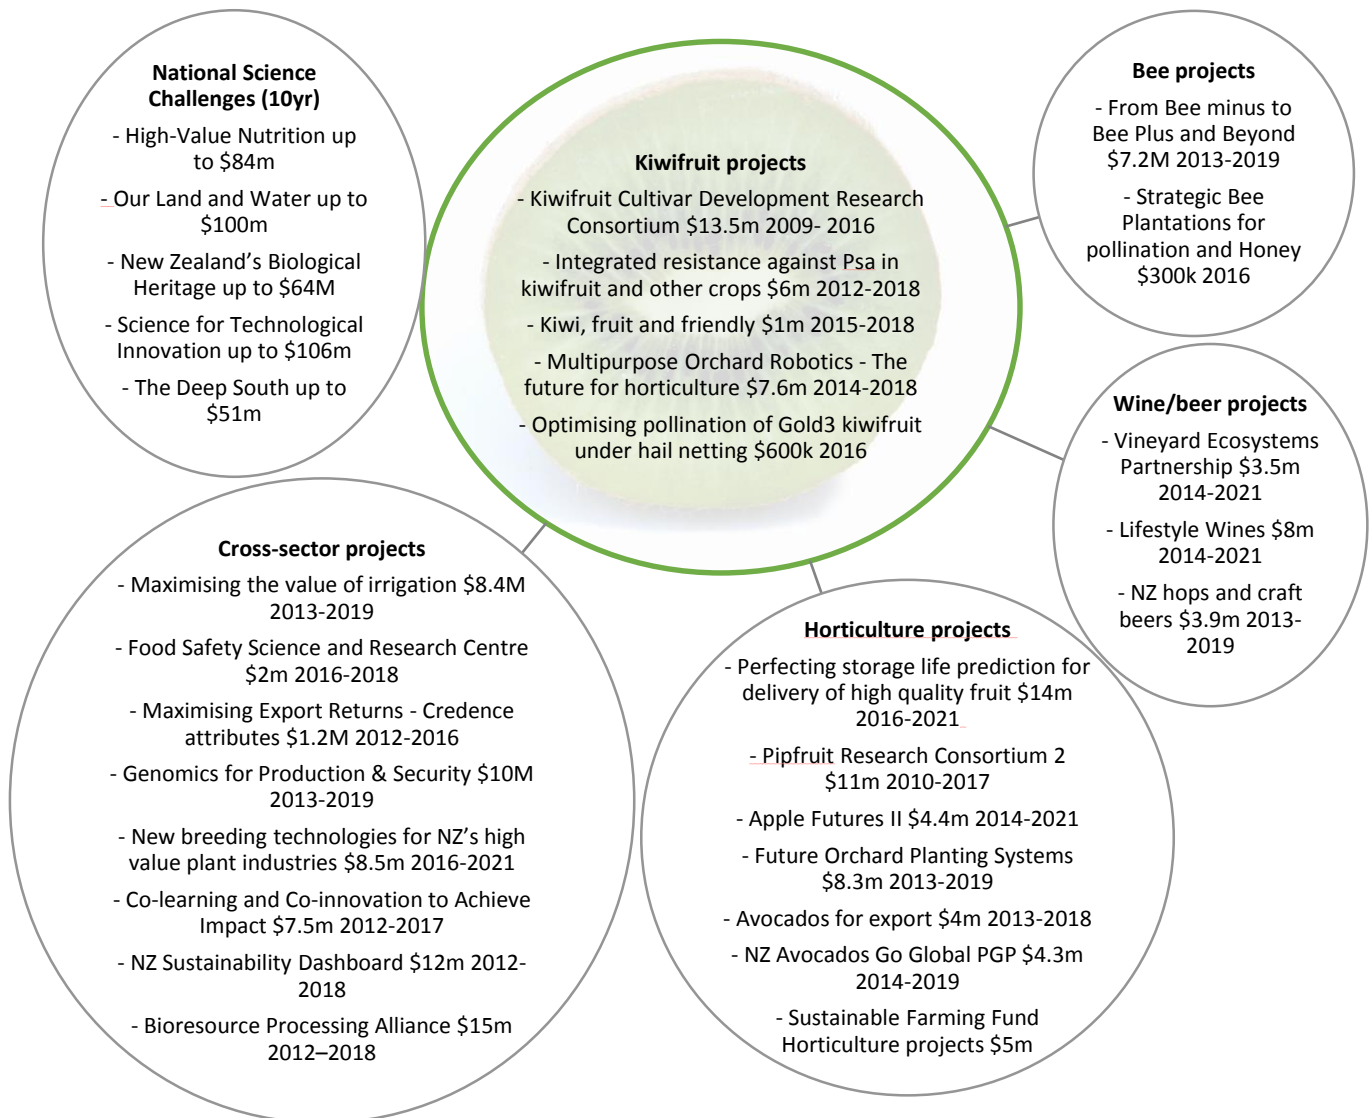 National Science
Challenges (10yr)
- High-Value Nutrition up
to $84m
- Our Land and Water up to
$100m
- New Zealand's Biological
Heritage up to $64M
- Science for Technological
Innovation up to $106m
- The Deep South up to
$51m
Kiwifruit projects
- Kiwifruit Cultivar Development Research
Consortium $13.5m 2009- 2016
- Integrated resistance against Psa in
kiwifruit and other crops $6m 2012-2018
- Kiwi, fruit and friendly $1m 2015-2018
- Multipurpose Orchard Robotics - The
future for horticulture $7.6m 2014-2018
- Optimising pollination of Gold3 kiwifruit
under hail netting $600k 2016
Bee projects
- From Bee minus to
Bee Plus and Beyond
$7.2M 2013-2019
- Strategic Bee
Plantations for
pollination and Honey
$300k 2016
Wine/beer projects
- Vineyard Ecosystems
Partnership $3.5m
2014-2021
- Lifestyle Wines $8m
2014-2021
- NZ hops and craft
beers $3.9m 2013-
2019
Cross-sector projects
- Maximising the value of irrigation $8.4M
2013-2019
- Food Safety Science and Research Centre
$2m 2016-2018
- Maximising Export Returns - Credence
attributes $1.2M 2012-2016
- Genomics for Production & Security $10M
2013-2019
- New breeding technologies for NZ's high
value plant industries $8.5m 2016-2021
- Co-learning and Co-innovation to Achieve
Impact $7.5m 2012-2017
- NZ Sustainability Dashboard $12m 2012-
2018
- Bioresource Processing Alliance $15m
2012–2018
Horticulture projects
- Perfecting storage life prediction for
delivery of high quality fruit $14m
2016-2021
- Pipfruit Research Consortium 2
$11m 2010-2017
- Apple Futures II $4.4m 2014-2021
- Future Orchard Planting Systems
$8.3m 2013-2019
- Avocados for export $4m 2013-2018
- NZ Avocados Go Global PGP $4.3m
2014-2019
- Sustainable Farming Fund
Horticulture projects $5m